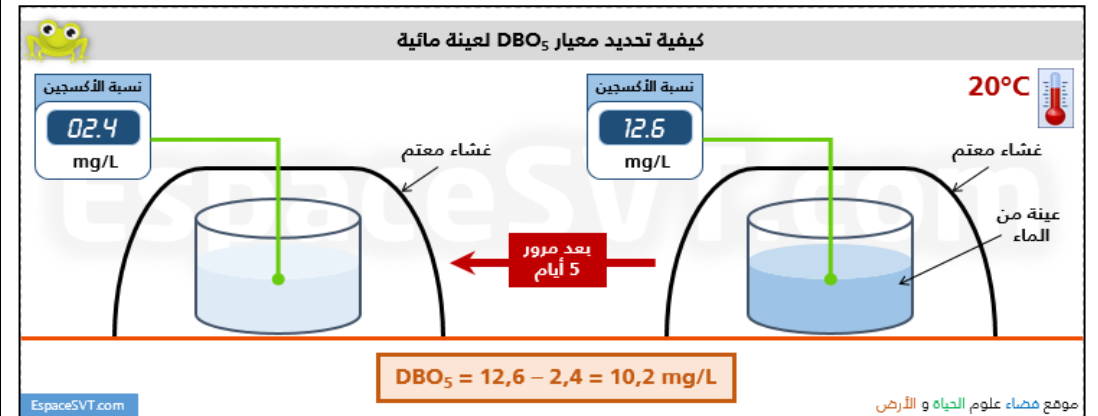 كيفية تحديد معيار DBO₅ لعينة مائية
20°C
نسبة الأكسجين
12.6
mg/L
غشاء معتم
عينة من
الماء
بعد مرور
5 أيام
نسبة الأكسجين
02.4
mg/L
غشاء معتم
DBO₅ = 12,6 – 2,4 = 10,2 mg/L
موقع فضاء علوم الحياة و الأرض
EspaceSVT.com
EspaceSVT.com